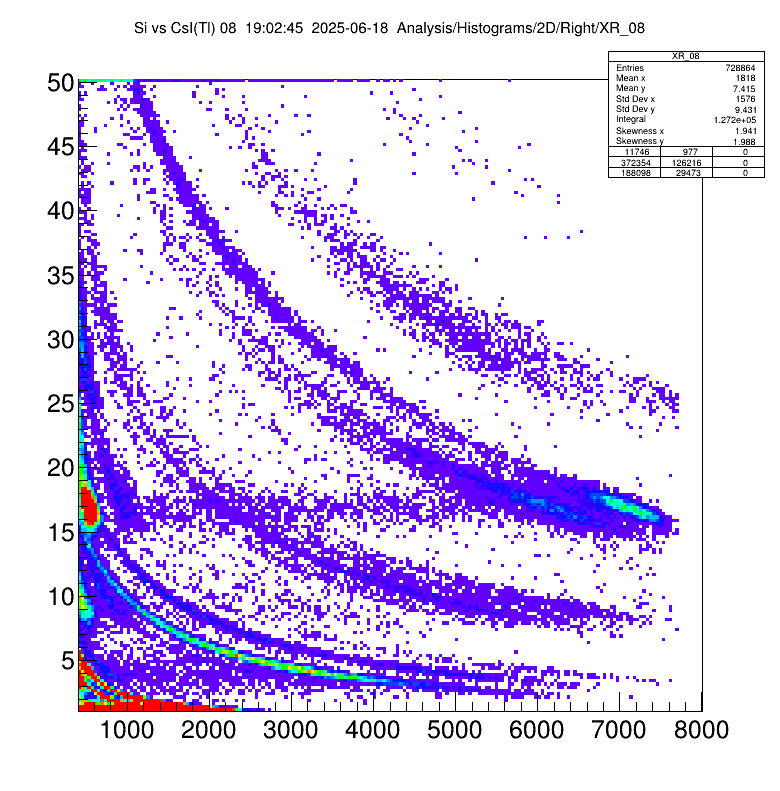 Si vs CsI(Tl) 08  19:02:45  2025-06-18  Analysis/Histograms/2D/Right/XR_08
XR_08
Entries 728864
Mean x 1818
Mean y 7.415
Std Dev x 1576
Std Dev y 9.431
Integral 1.272e+05
Skewness x 1.941
Skewness y 1.988
11746 977 0
372354 126216 0
188098 29473 0
50
45
40
35
30
25
20
15
10
5
1000 2000 3000 4000 5000 6000 7000 8000